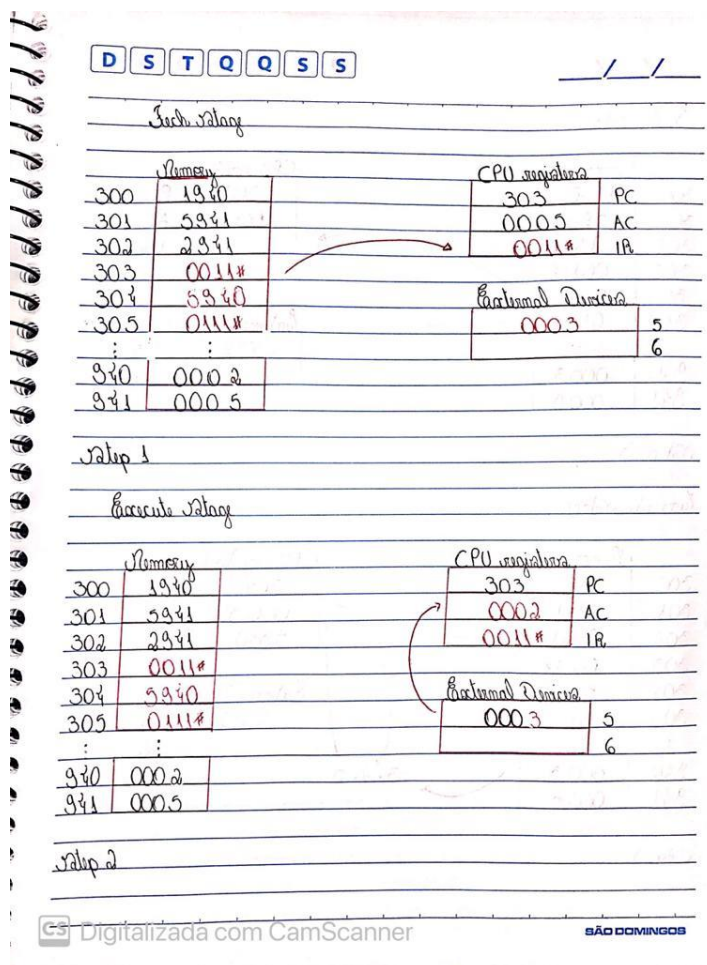 D S T Q Q S S
/ /
Fech Stage
Memory CPU registers
300 1940 303 PC
301 5941 0005 AC
302 2941 0011# IR
303 0011#
304 5940 External Devices
305 0111# 0003 5
⋮ ⋮ 6
940 0002
941 0005
Step 1
Execute Stage
Memory CPU registers
300 1940 303 PC
301 5941 0002 AC
302 2941 0011# IR
303 0011#
304 5940 External Devices
305 0111# 0003 5
⋮ ⋮ 6
940 0002
941 0005
Step 2
CS Digitalizada com CamScanner
SÃO DOMINGOS